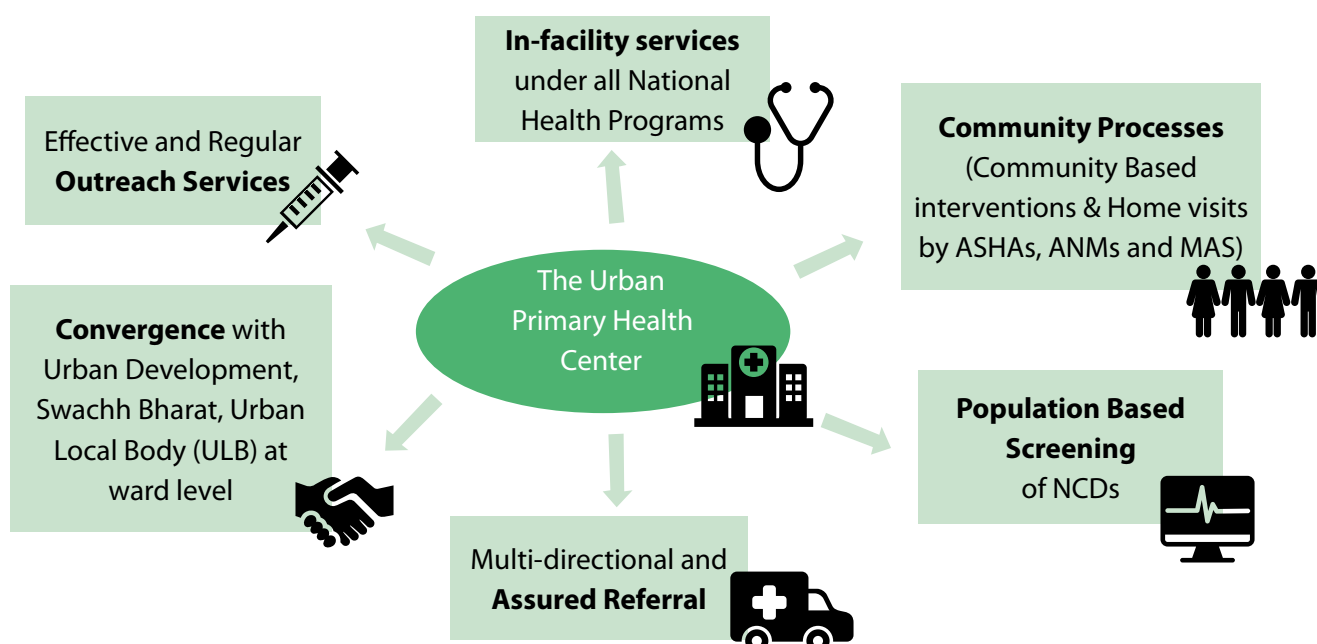 In-facility services
under all National
Health Programs
Effective and Regular
Outreach Services
Community Processes
(Community Based
interventions & Home visits
by ASHAs, ANMs and MAS)
The Urban
Primary Health
Center
Convergence with
Urban Development,
Swachh Bharat, Urban
Local Body (ULB) at
ward level
Population Based
Screening
of NCDs
Multi-directional and
Assured Referral